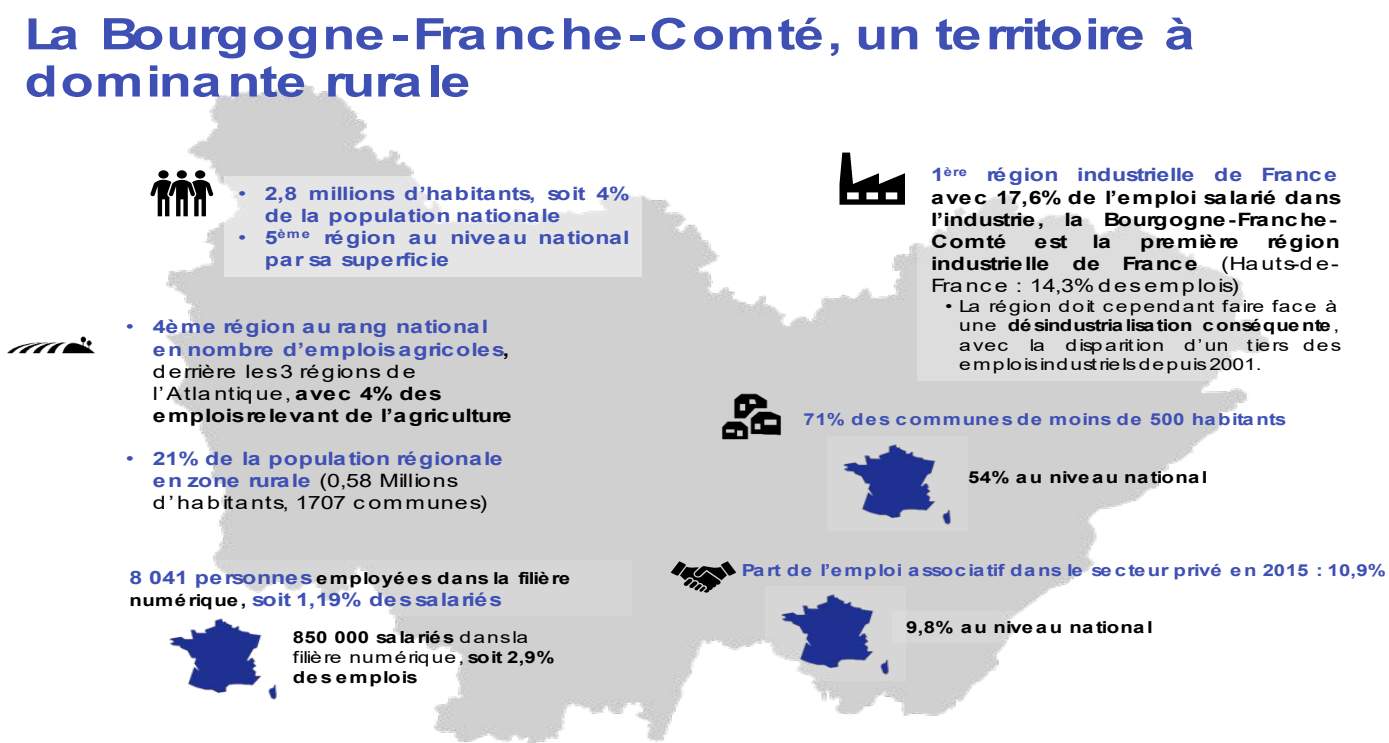 La Bourgogne-Franche-Comté, un territoire à
dominante rurale
• 2,8 millions d’habitants, soit 4%
de la population nationale
• 5ème région au niveau national
par sa superficie
• 4ème région au rang national
en nombre d’emplois agricoles,
derrière les 3 régions de
l’Atlantique, avec 4% des
emplois relevant de l’agriculture
• 21% de la population régionale
en zone rurale (0,58 Millions
d’habitants, 1707 communes)
8 041 personnes employées dans la filière
numérique, soit 1,19% des salariés
850 000 salariés dans la
filière numérique, soit 2,9%
des emplois
1ère région industrielle de France
avec 17,6% de l’emploi salarié dans
l’industrie, la Bourgogne-Franche-
Comté est la première région
industrielle de France (Hauts-de-
France : 14,3% des emplois)
• La région doit cependant faire face à
une désindustrialisation conséquente,
avec la disparition d’un tiers des
emplois industriels depuis 2001.
71% des communes de moins de 500 habitants
54% au niveau national
Part de l’emploi associatif dans le secteur privé en 2015 : 10,9%
9,8% au niveau national